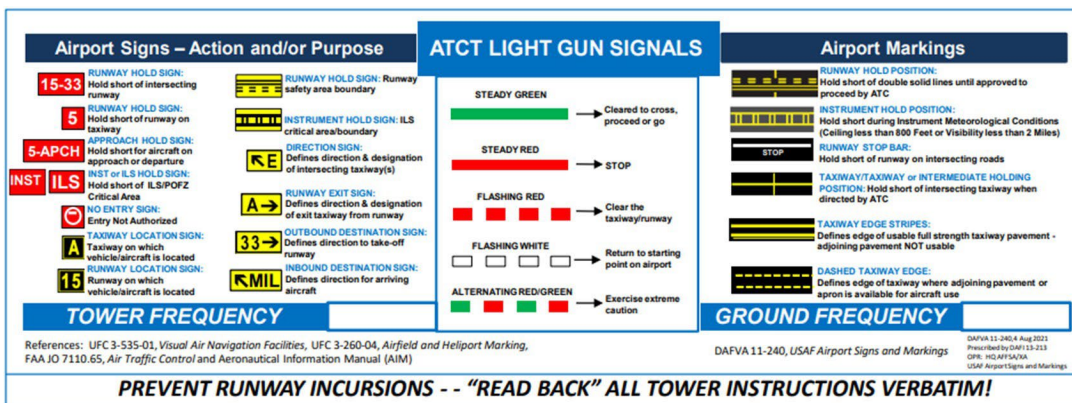 Airport Signs – Action and/or Purpose
15-33
RUNWAY HOLD SIGN:
Hold short of intersecting
runway
5
RUNWAY HOLD SIGN:
Hold short of runway on
taxiway
5-APCH
APPROACH HOLD SIGN:
Hold short for aircraft on
approach or departure
INST ILS
INST or ILS HOLD SIGN:
Hold short of ILS/POFZ
Critical Area
NO ENTRY SIGN:
Entry Not Authorized
A
TAXIWAY LOCATION SIGN:
Taxiway on which
vehicle/aircraft is located
15
RUNWAY LOCATION SIGN:
Runway on which
vehicle/aircraft is located
RUNWAY HOLD SIGN: Runway
safety area boundary
INSTRUMENT HOLD SIGN: ILS
critical area/boundary
↖E
DIRECTION SIGN:
Defines direction & designation
of intersecting taxiway(s)
A→
RUNWAY EXIT SIGN:
Defines direction & designation
of exit taxiway from runway
33→
OUTBOUND DESTINATION SIGN:
Defines direction to take-off
runway
↖MIL
INBOUND DESTINATION SIGN:
Defines direction for arriving
aircraft
TOWER FREQUENCY
ATCT LIGHT GUN SIGNALS
STEADY GREEN
Cleared to cross,
proceed or go
STEADY RED
STOP
FLASHING RED
Clear the
taxiway/runway
FLASHING WHITE
Return to starting
point on airport
ALTERNATING RED/GREEN
Exercise extreme
caution
Airport Markings
RUNWAY HOLD POSITION:
Hold short of double solid lines until approved to
proceed by ATC
INSTRUMENT HOLD POSITION:
Hold short during Instrument Meteorological Conditions
(Ceiling less than 800 Feet or Visibility less than 2 Miles)
STOP
RUNWAY STOP BAR:
Hold short of runway on intersecting roads
TAXIWAY/TAXIWAY or INTERMEDIATE HOLDING
POSITION: Hold short of intersecting taxiway when
directed by ATC
TAXIWAY EDGE STRIPES:
Defines edge of usable full strength taxiway pavement -
adjoining pavement NOT usable
DASHED TAXIWAY EDGE:
Defines edge of taxiway where adjoining pavement or
apron is available for aircraft use
GROUND FREQUENCY
References: UFC 3-535-01, Visual Air Navigation Facilities, UFC 3-260-04, Airfield and Heliport Marking,
FAA JO 7110.65, Air Traffic Control and Aeronautical Information Manual (AIM)
DAFVA 11-240, USAF Airport Signs and Markings
DAFVA 11-240,4 Aug 2021
Prescribed by DAFI 13-213
OPR: HQ AFFSA/XA
USAF Airport Signs and Markings
PREVENT RUNWAY INCURSIONS - - “READ BACK” ALL TOWER INSTRUCTIONS VERBATIM!